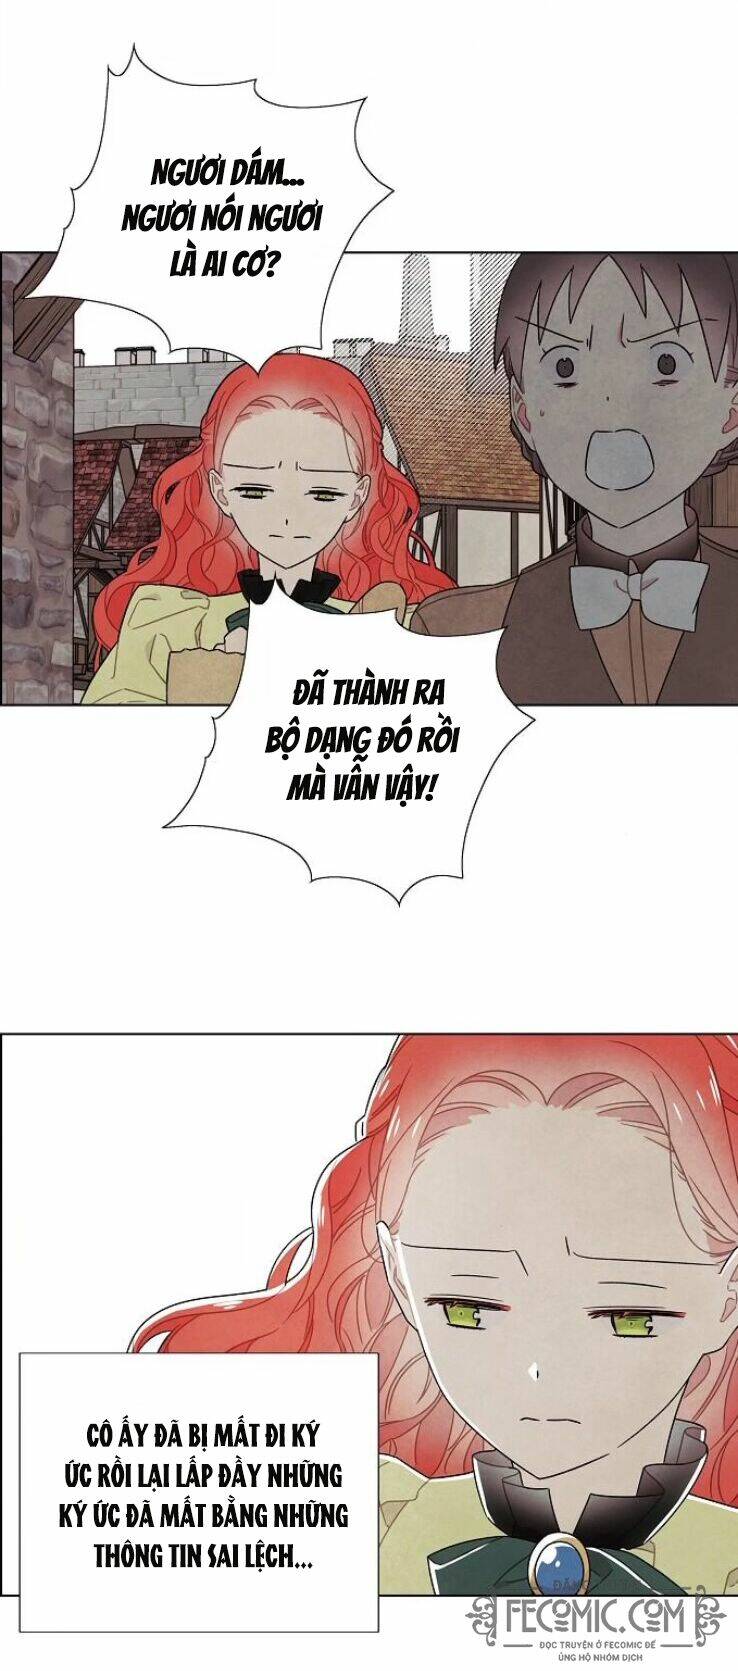 NGƯƠI DÁM...
NGƯƠI NÓI NGƯƠI
LÀ AI CƠ?
ĐÃ THÀNH RA
BỘ DẠNG ĐÓ RỒI
MÀ VẪN VẬY!
CÔ ẤY ĐÃ BỊ MẤT ĐI KÝ
ỨC RỒI LẠI LẤP ĐẦY NHỮNG
KÝ ỨC ĐÃ MẤT BẰNG NHỮNG
THÔNG TIN SAI LỆCH...
FECOMIC.COM
ĐỌC TRUYỆN Ở FECOMIC ĐỂ
ỦNG HỘ NHÓM DỊCH